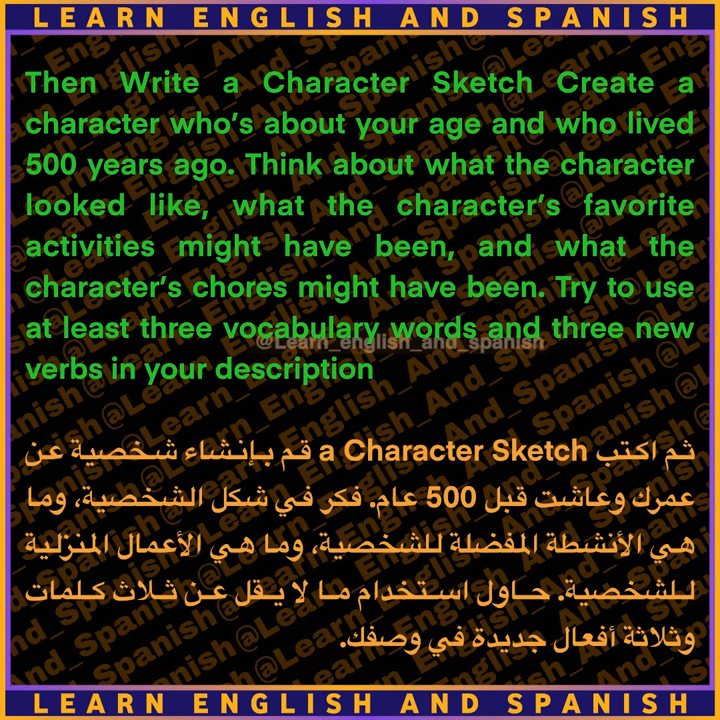 LEARN ENGLISH AND SPANISH
Then Write a Character Sketch Create a
character who's about your age and who lived
500 years ago. Think about what the character
looked like, what the character's favorite
activities might have been, and what the
character's chores might have been. Try to use
at least three vocabulary words and three new
verbs in your description
@Learn_english_and_spanish
ثم اكتب a Character Sketch قم بإنشاء شخصية عن
عمرك وعاشت قبل 500 عام. فكر في شكل الشخصية، وما
هي الأنشطة المفضلة للشخصية، وما هي الأعمال المنزلية
للشخصية. حاول استخدام ما لا يقل عن ثلاث كلمات
وثلاثة أفعال جديدة في وصفك.
LEARN ENGLISH AND SPANISH